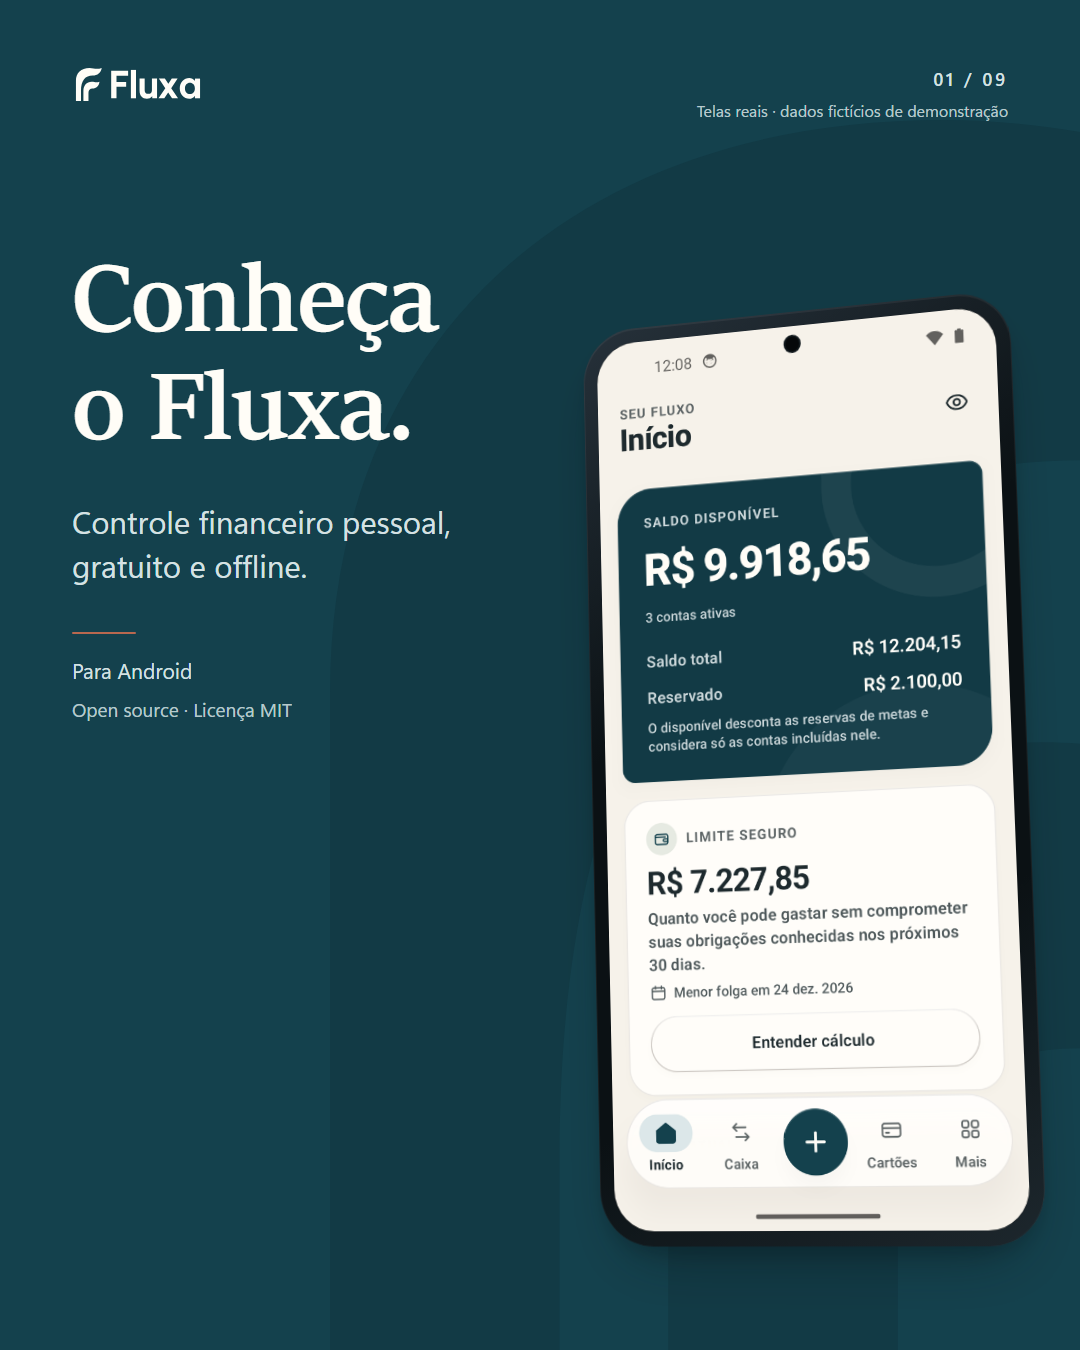 Fluxa
01 / 09
Telas reais · dados fictícios de demonstração
Conheça
o Fluxa.
Controle financeiro pessoal,
gratuito e offline.
Para Android
Open source · Licença MIT
12:08
SEU FLUXO
Início
SALDO DISPONÍVEL
R$ 9.918,65
3 contas ativas
Saldo total R$ 12.204,15
Reservado R$ 2.100,00
O disponível desconta as reservas de metas e
considera só as contas incluídas nele.
LIMITE SEGURO
R$ 7.227,85
Quanto você pode gastar sem comprometer
suas obrigações conhecidas nos próximos
30 dias.
Menor folga em 24 dez. 2026
Entender cálculo
Início Caixa Cartões Mais